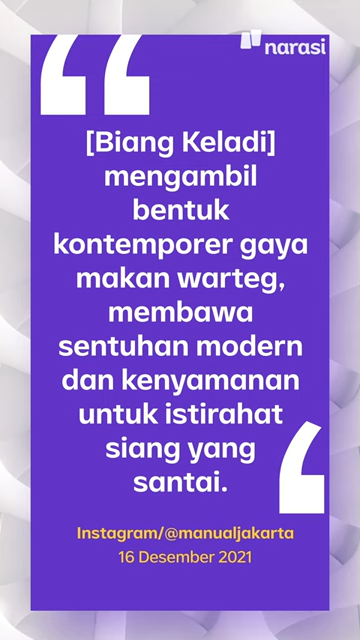 narasi
[Biang Keladi]
mengambil
bentuk
kontemporer gaya
makan warteg,
membawa
sentuhan modern
dan kenyamanan
untuk istirahat
siang yang
santai.
Instagram/@manualjakarta
16 Desember 2021